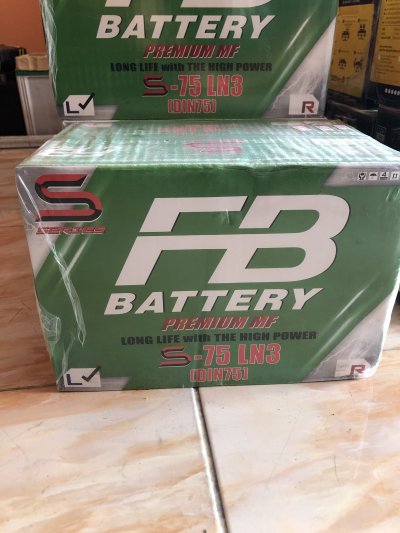 BATTERY
PREMIUM MF
LONG LIFE with THE HIGH POWER
S-75 LN3
[DIN75]
L
R
S
SERIES
FB
BATTERY
PREMIUM MF
LONG LIFE with THE HIGH POWER
S-75 LN3
[DIN75]
L
R